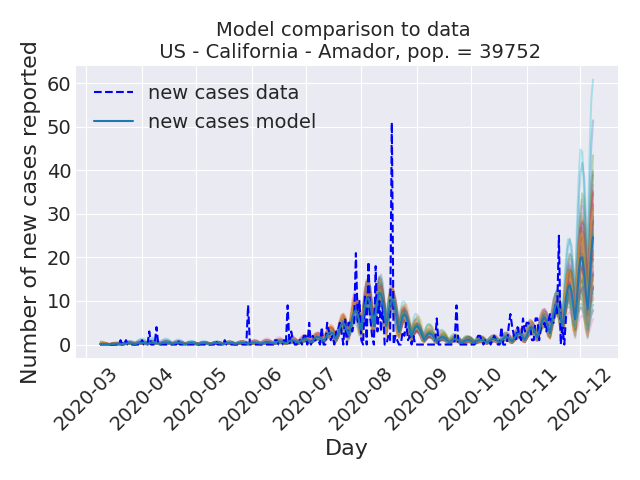 Model comparison to data
US - California - Amador, pop. = 39752
Number of new cases reported
60
50
40
30
20
10
0
new cases data
new cases model
2020-03
2020-04
2020-05
2020-06
2020-07
2020-08
2020-09
2020-10
2020-11
2020-12
Day